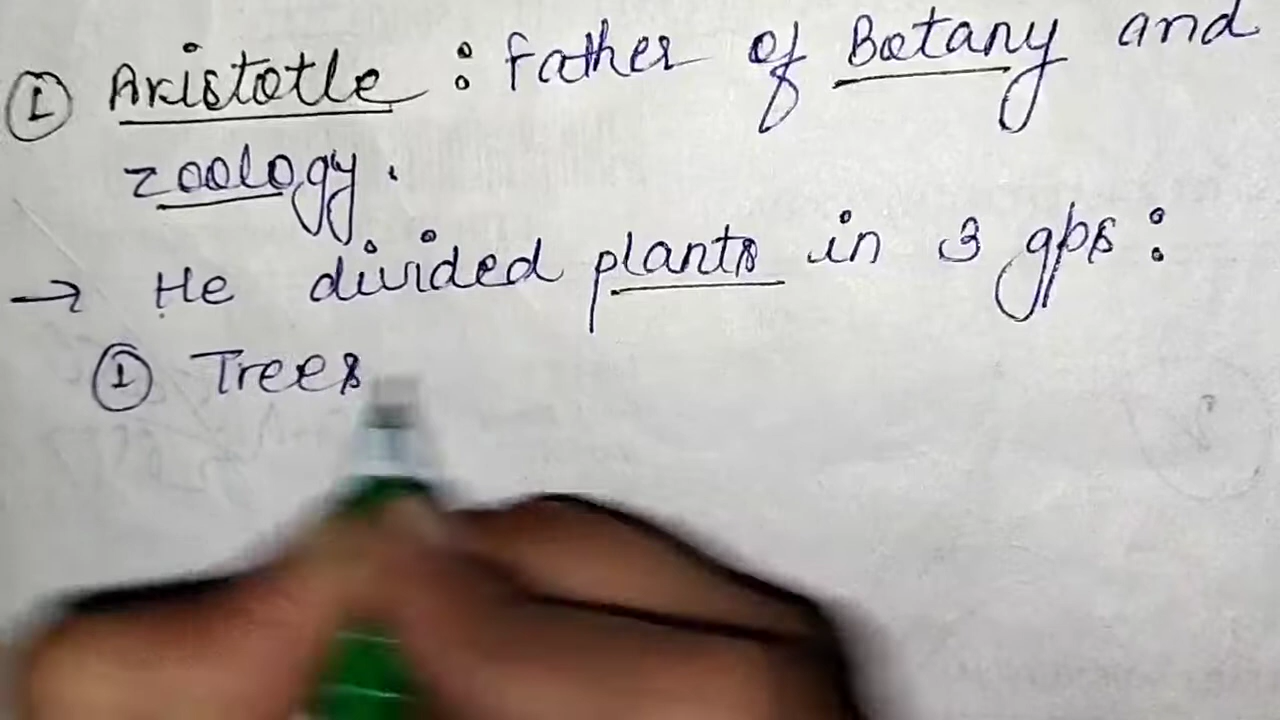 ① Aristotle : Father of Botany and
zoology.
→ He divided plants in 3 gps :
① Trees